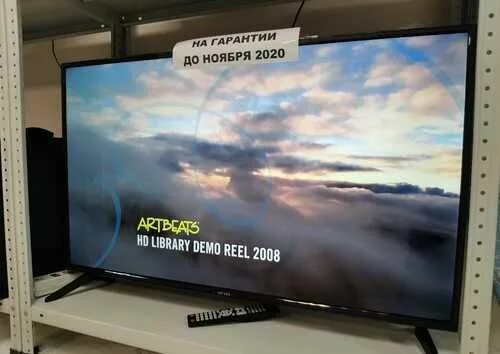 НА ГАРАНТИИ
ДО НОЯБРЯ 2020
ARTBEATS
HD LIBRARY DEMO REEL 2008